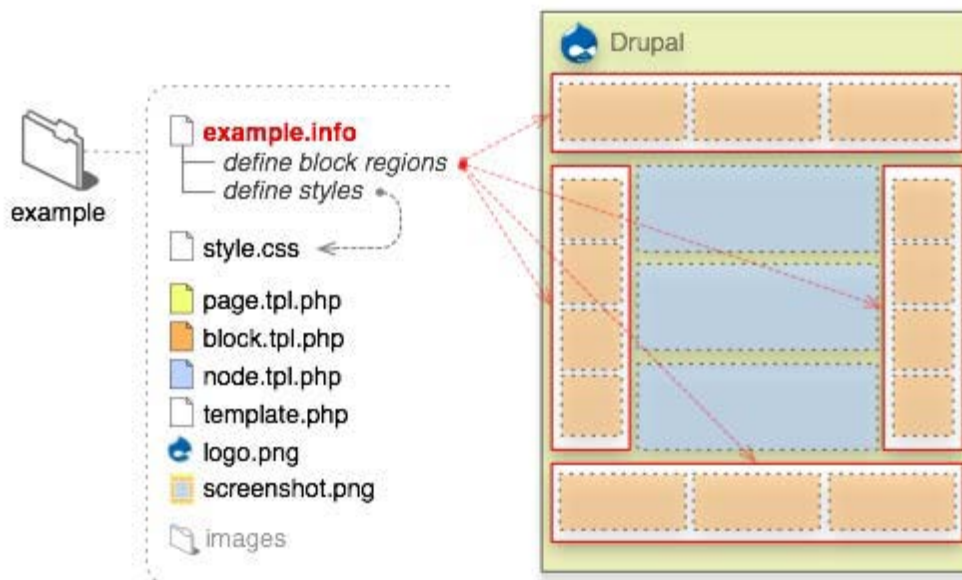 Drupal
example
example.info
define block regions
define styles
style.css
page.tpl.php
block.tpl.php
node.tpl.php
template.php
logo.png
screenshot.png
images